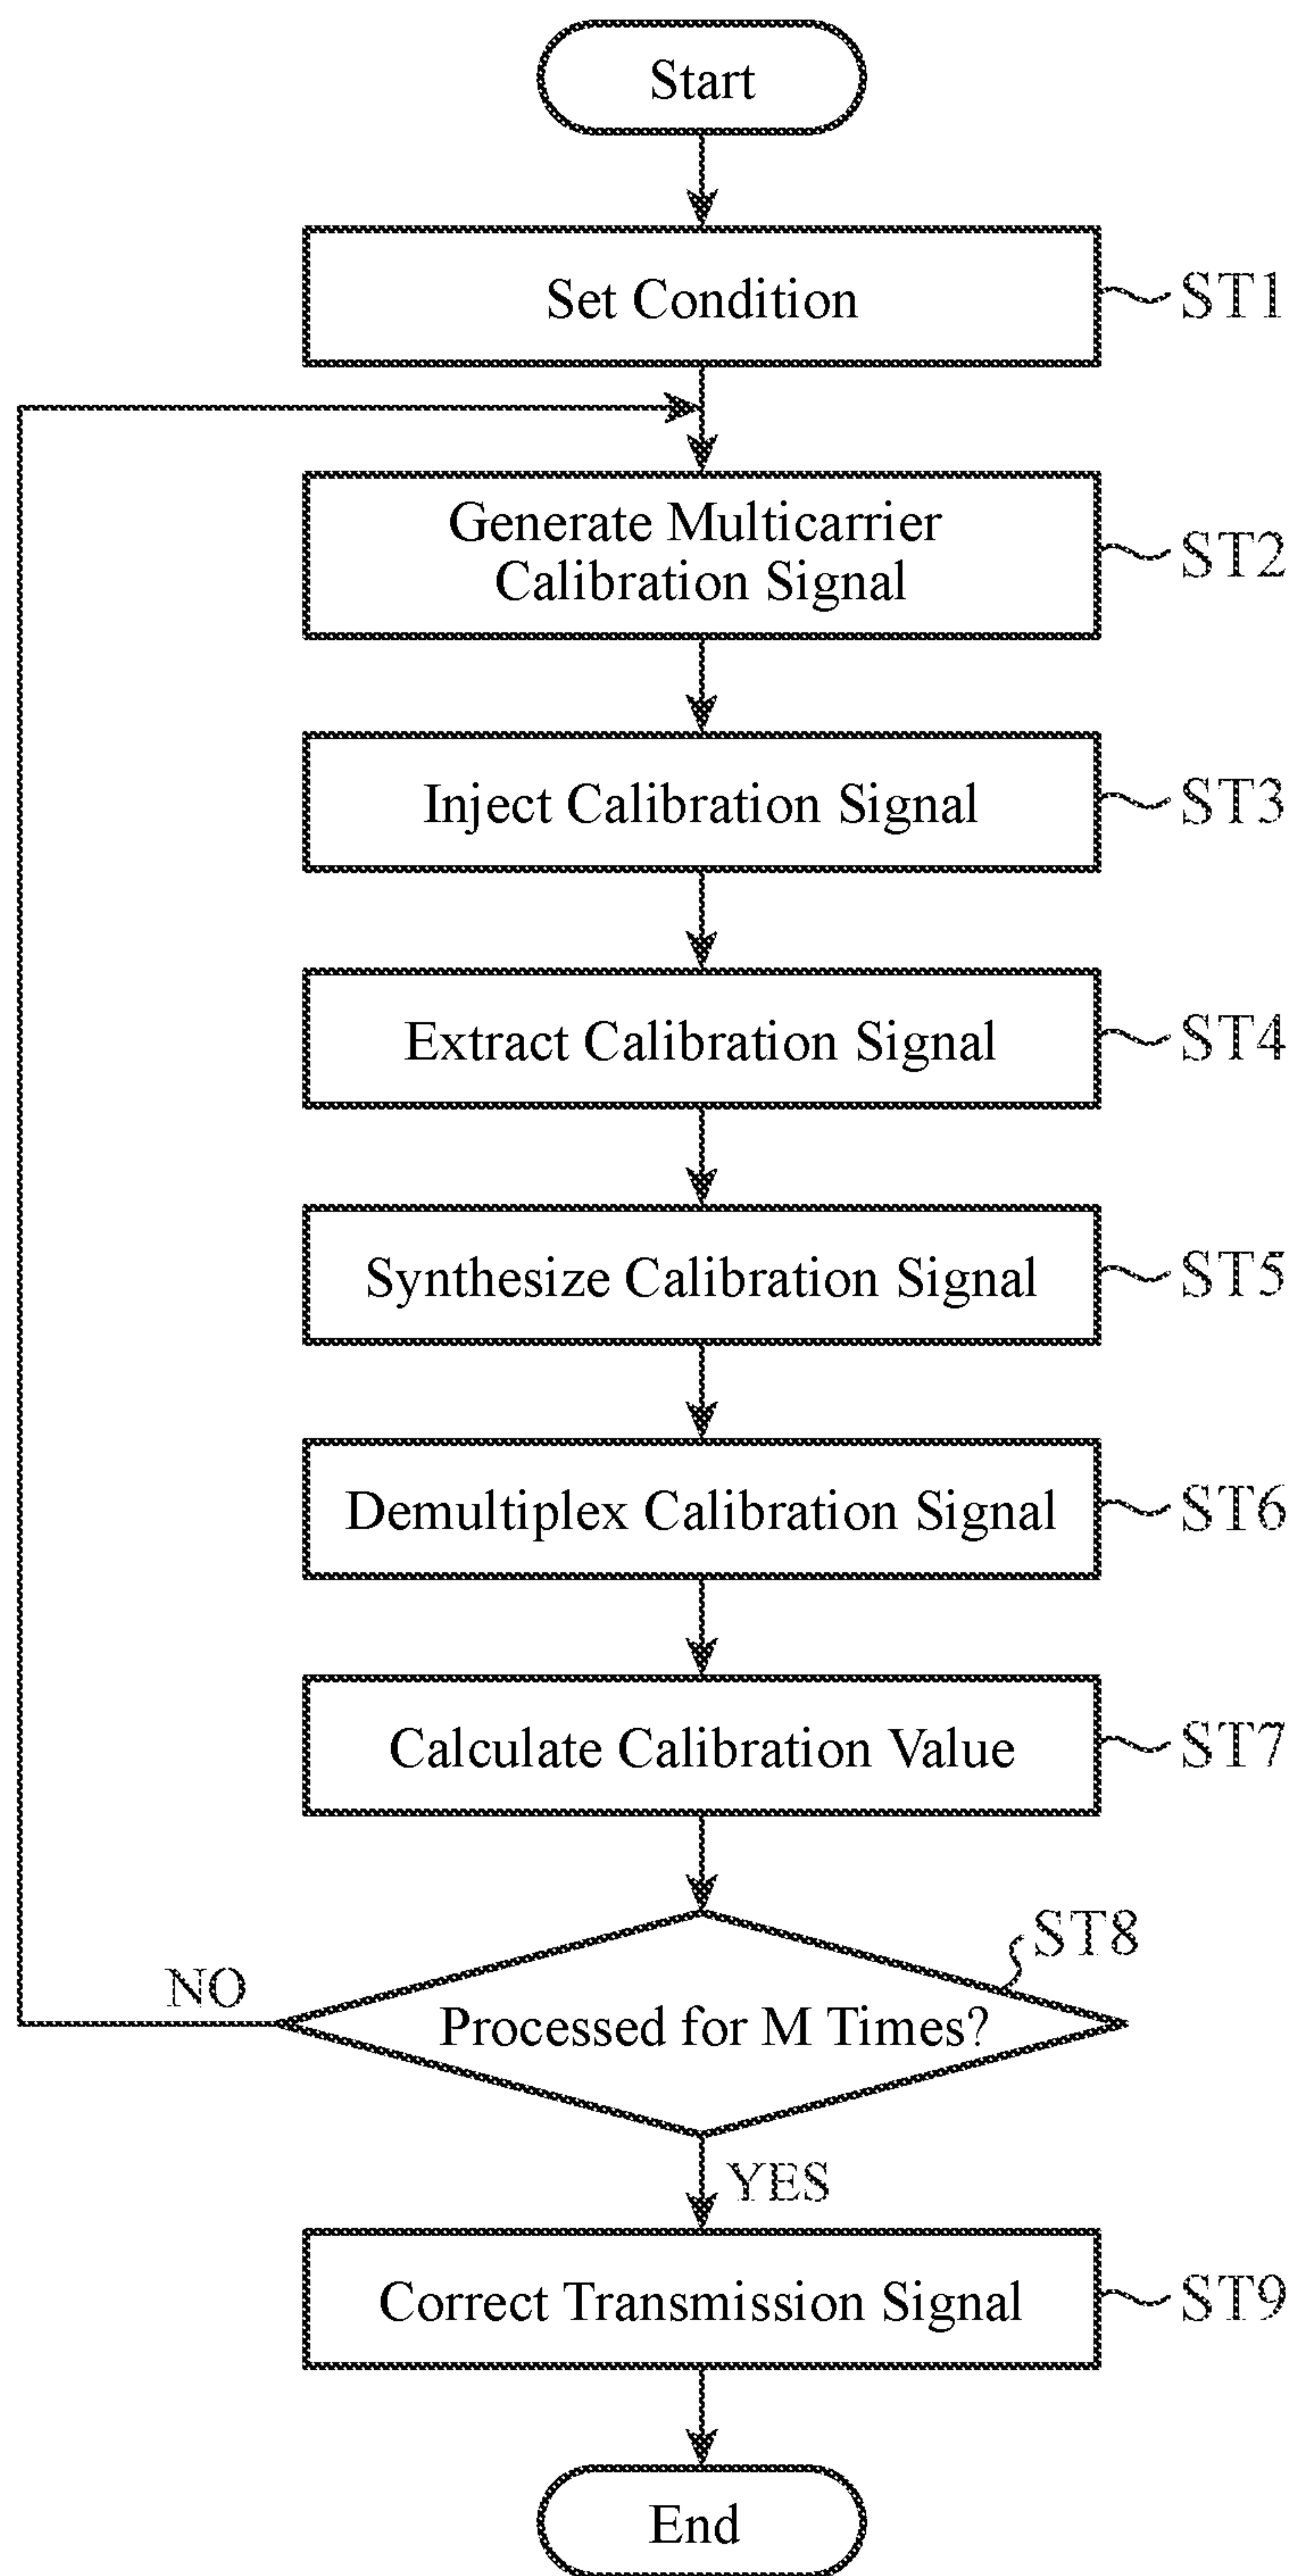 Start
Set Condition
ST1
Generate Multicarrier
Calibration Signal
ST2
Inject Calibration Signal
ST3
Extract Calibration Signal
ST4
Synthesize Calibration Signal
ST5
Demultiplex Calibration Signal
ST6
Calculate Calibration Value
ST7
ST8
NO
Processed for M Times?
YES
Correct Transmission Signal
ST9
End